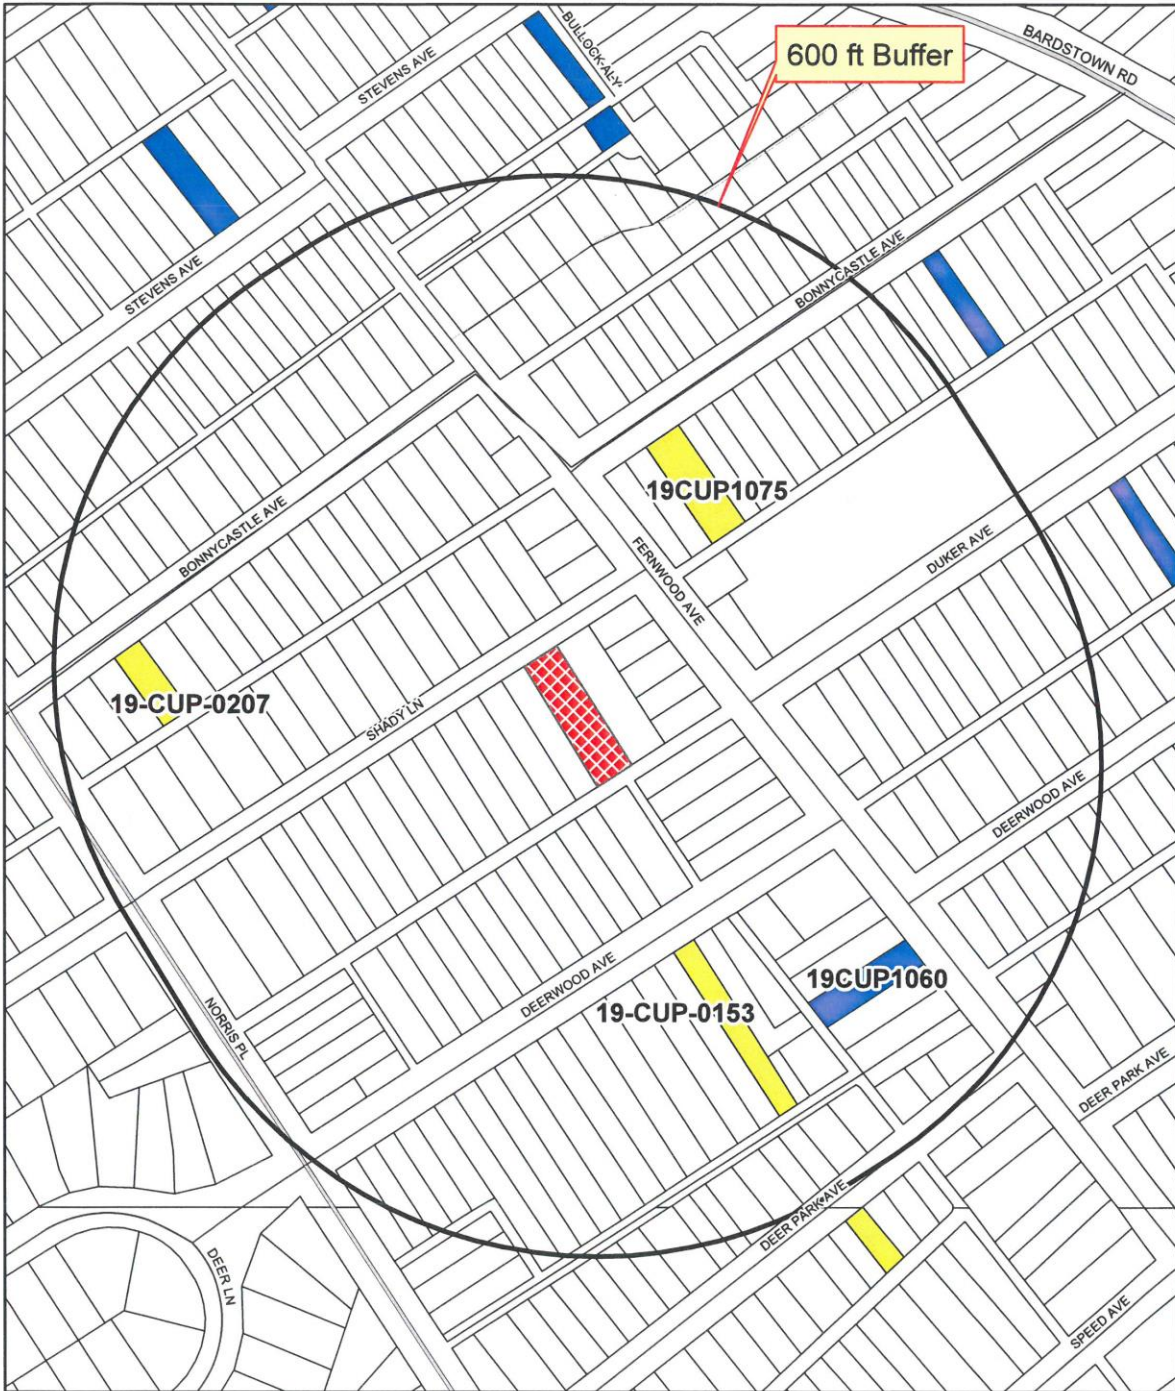 BULLOCK-ALY
BARDSTOWN RD
600 ft Buffer
STEVENS AVE
STEVENS AVE
BONNYCASTLE AVE
19CUP1075
BONNYCASTLE AVE
DUKER AVE
FERNWOOD AVE
19-CUP-0207
SHADY LN
DEERWOOD AVE
DEERWOOD AVE
19CUP1060
19-CUP-0153
NORRIS PL
DEER PARK AVE
DEER PARK AVE
DEER LN
SPEED AVE